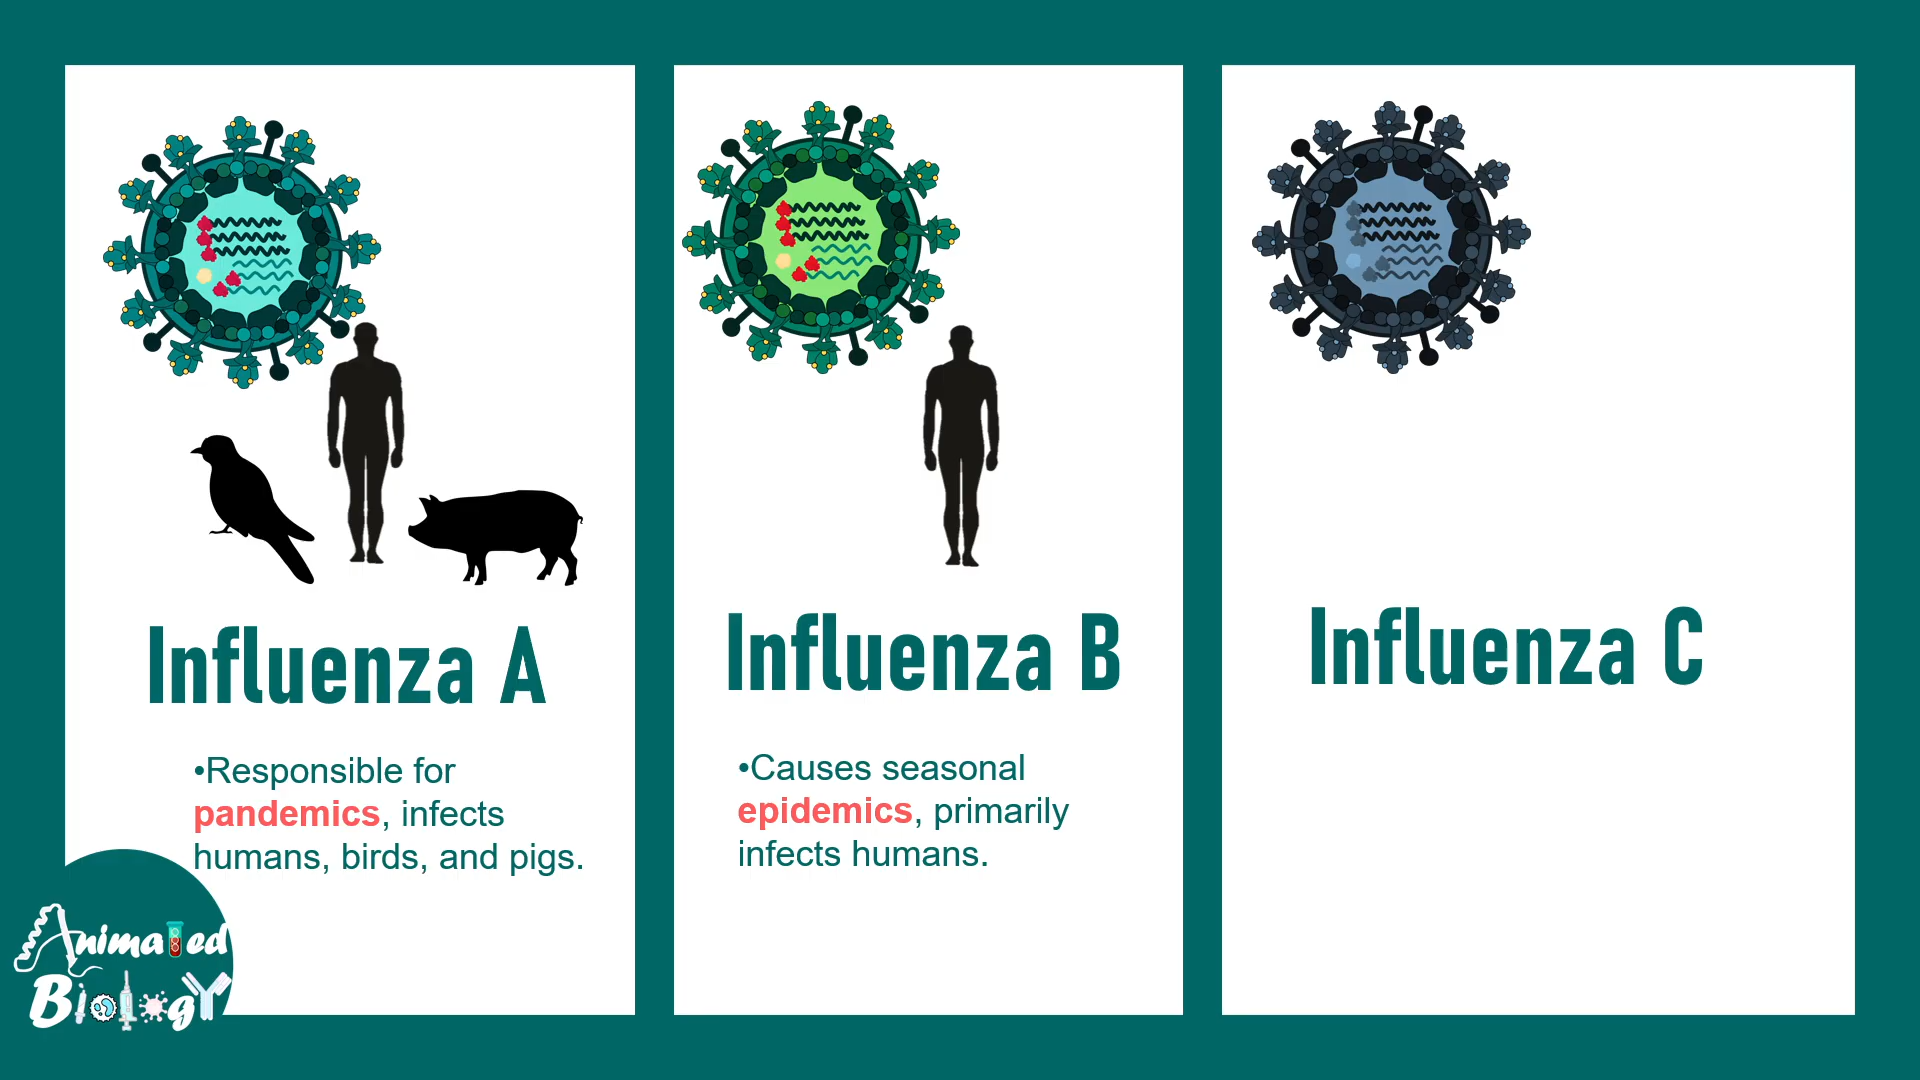 Influenza A
•Responsible for
pandemics, infects
humans, birds, and pigs.
Influenza B
•Causes seasonal
epidemics, primarily
infects humans.
Influenza C
Animated
Biology